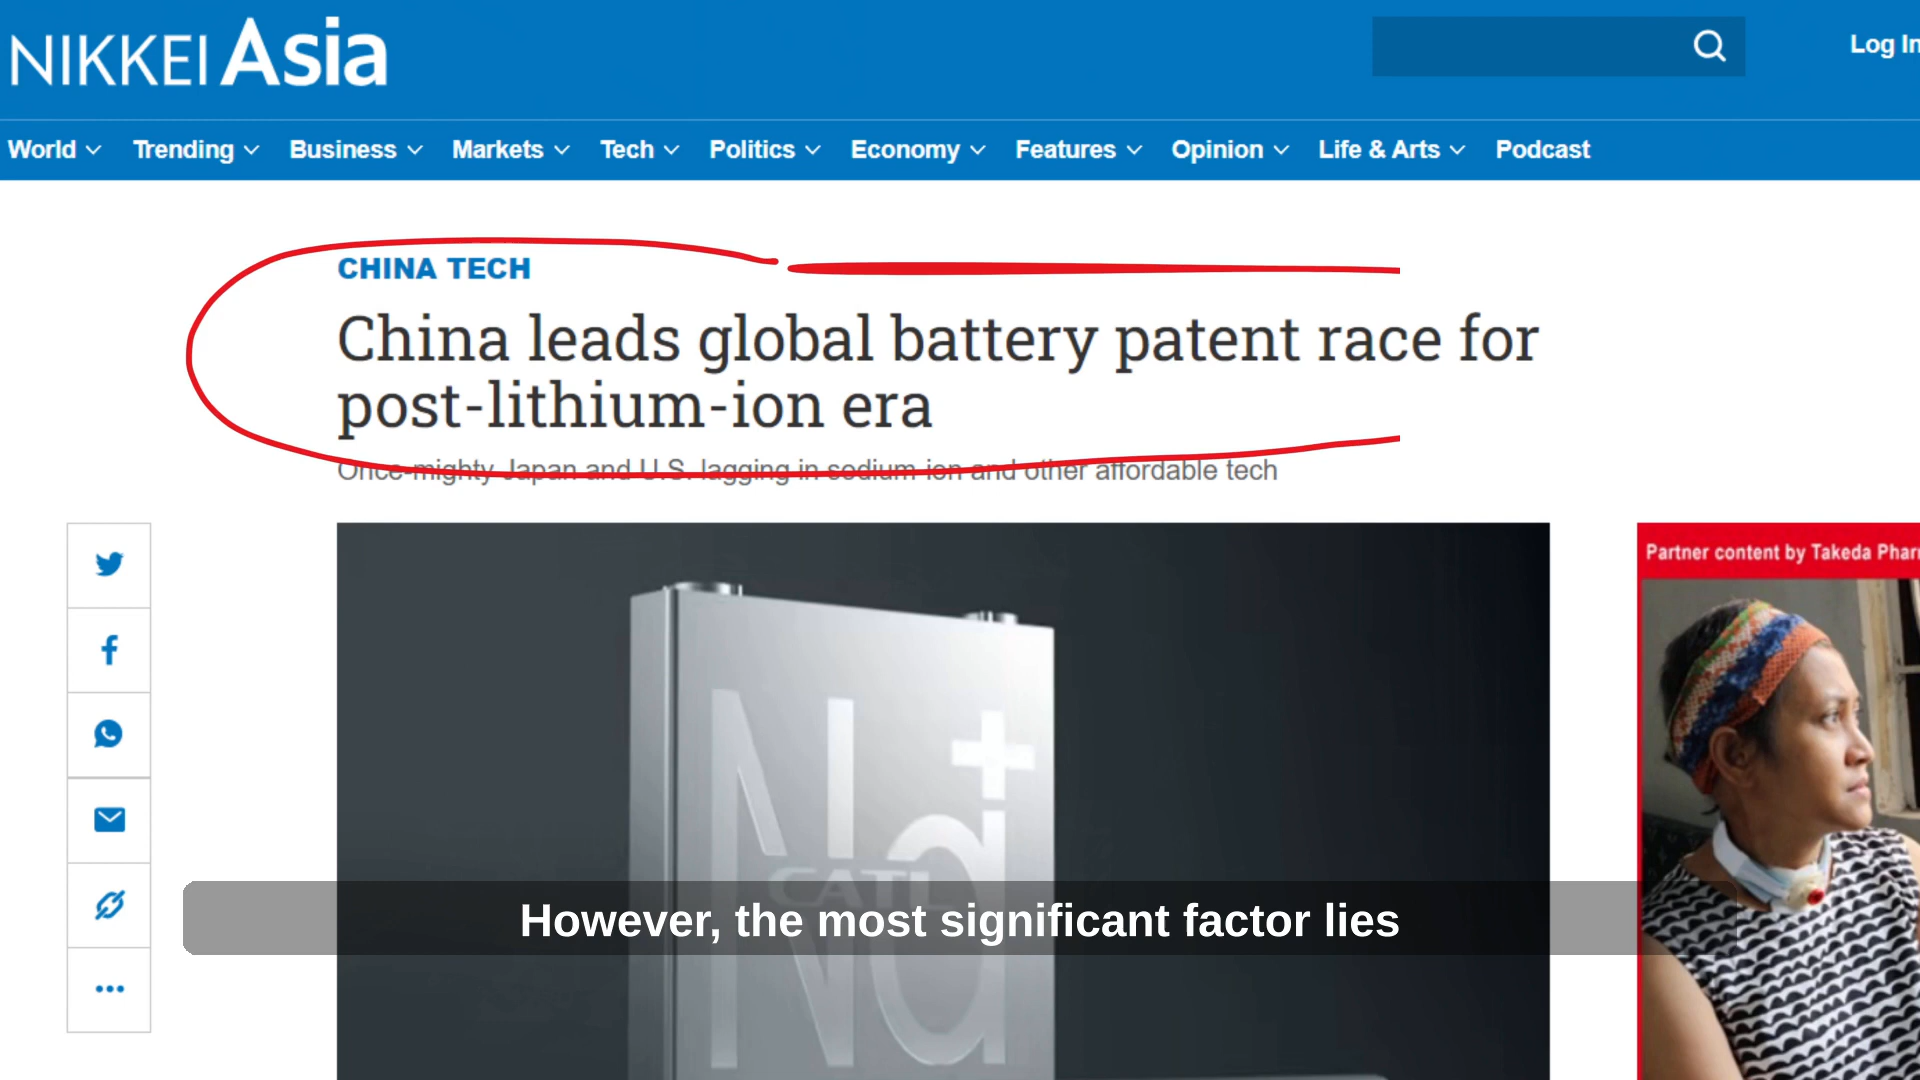 NIKKEI Asia
Log In
World
Trending
Business
Markets
Tech
Politics
Economy
Features
Opinion
Life & Arts
Podcast
CHINA TECH
China leads global battery patent race for
post-lithium-ion era
Once-mighty Japan and U.S. lagging in sodium-ion and other affordable tech
Partner content by Takeda
Na+
CATL
However, the most significant factor lies